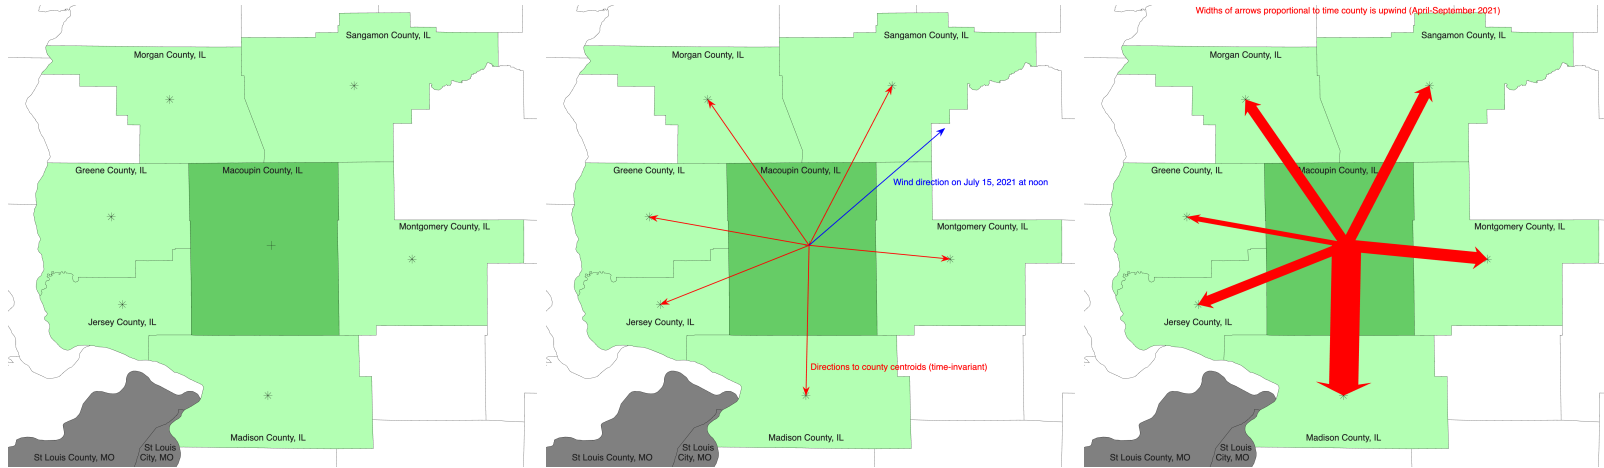 Sangamon County, IL
Morgan County, IL
Greene County, IL
Macoupin County, IL
Montgomery County, IL
Jersey County, IL
Madison County, IL
St Louis County, MO
St Louis
City, MO
Sangamon County, IL
Morgan County, IL
Greene County, IL
Macoupin County, IL
Wind direction on July 15, 2021 at noon
Montgomery County, IL
Jersey County, IL
Directions to county centroids (time-invariant)
Madison County, IL
St Louis County, MO
St Louis
City, MO
Widths of arrows proportional to time county is upwind (April-September 2021)
Sangamon County, IL
Morgan County, IL
Greene County, IL
Macoupin County, IL
Montgomery County, IL
Jersey County, IL
Madison County, IL
St Louis County, MO
St Louis
City, MO